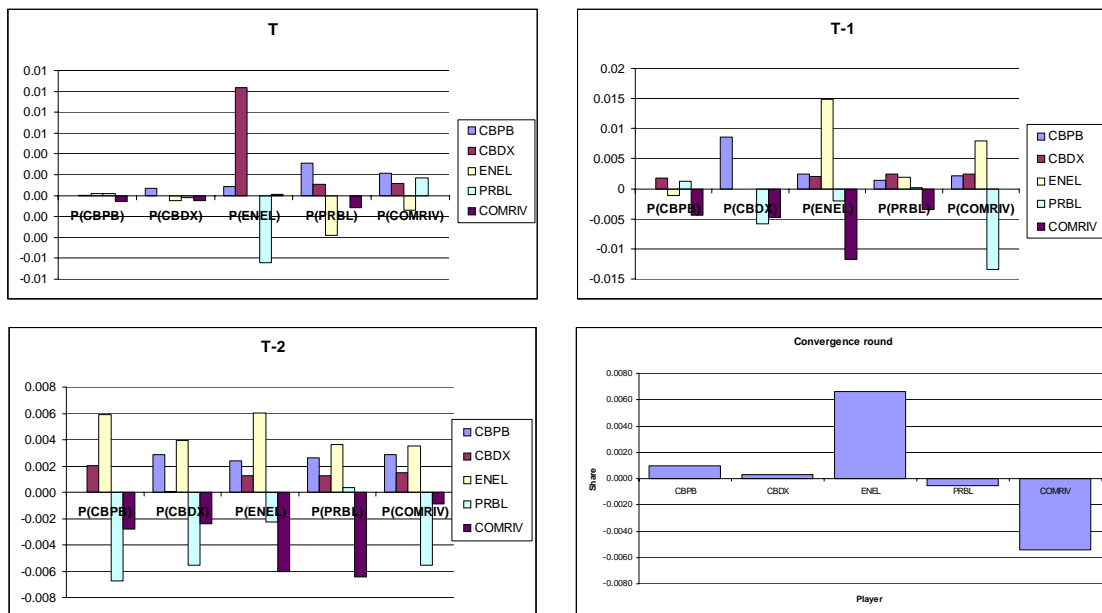 T
0.01
0.01
0.01
0.01
0.00
0.00
0.00
0.00
0.00
-0.01
-0.01
P(CBPB) P(CBDX) P(ENEL) P(PRBL) P(COMRIV)
CBPB
CBDX
ENEL
PRBL
COMRIV
T-1
0.02
0.015
0.01
0.005
0
-0.005
-0.01
-0.015
P(CBPB) P(CBDX) P(ENEL) P(PRBL) P(COMRIV)
CBPB
CBDX
ENEL
PRBL
COMRIV
T-2
0.008
0.006
0.004
0.002
0.000
-0.002
-0.004
-0.006
-0.008
P(CBPB) P(CBDX) P(ENEL) P(PRBL) P(COMRIV)
CBPB
CBDX
ENEL
PRBL
COMRIV
Convergence round
0.0080
0.0060
0.0040
0.0020
0.0000
-0.0020
-0.0040
-0.0060
-0.0080
Share
CBPB CBDX ENEL PRBL COMRIV
Player